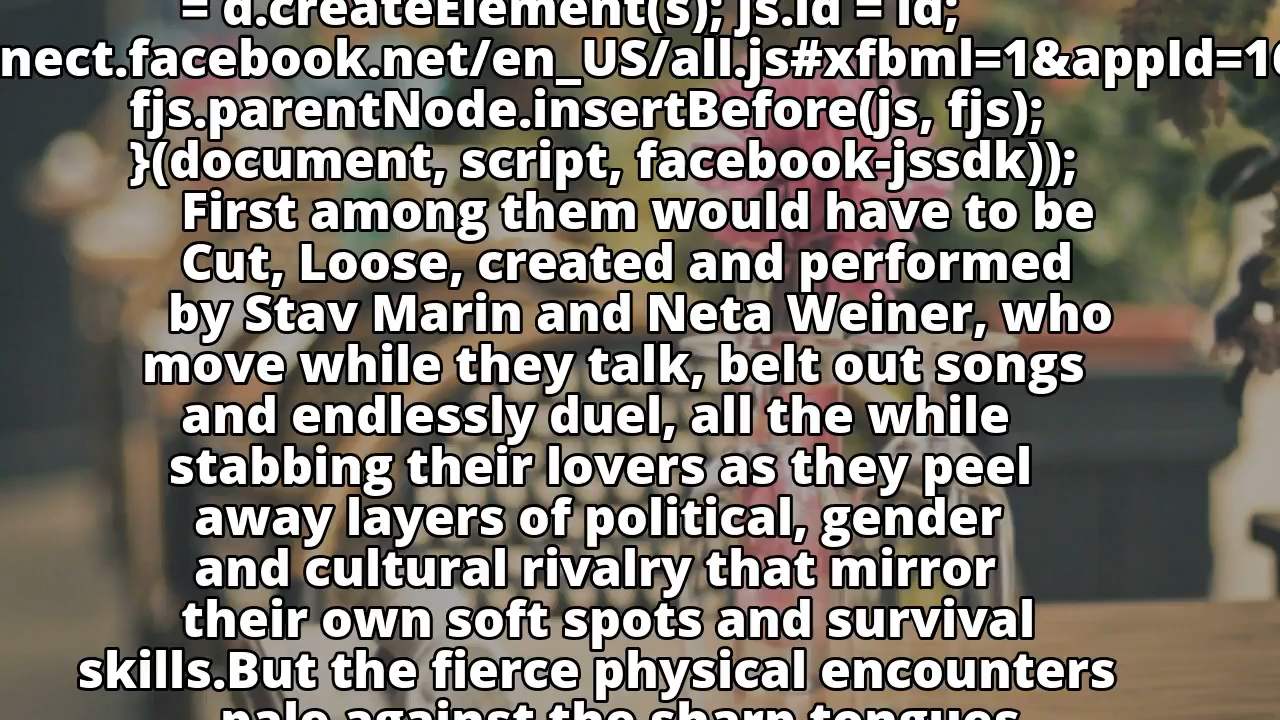 = d.createElement(s); js.id = id;
nect.facebook.net/en_US/all.js#xfbml=1&appId=10
fjs.parentNode.insertBefore(js, fjs);
}(document, script, facebook-jssdk));
First among them would have to be
Cut, Loose, created and performed
by Stav Marin and Neta Weiner, who
move while they talk, belt out songs
and endlessly duel, all the while
stabbing their lovers as they peel
away layers of political, gender
and cultural rivalry that mirror
their own soft spots and survival
skills.But the fierce physical encounters
pale against the sharp tongues